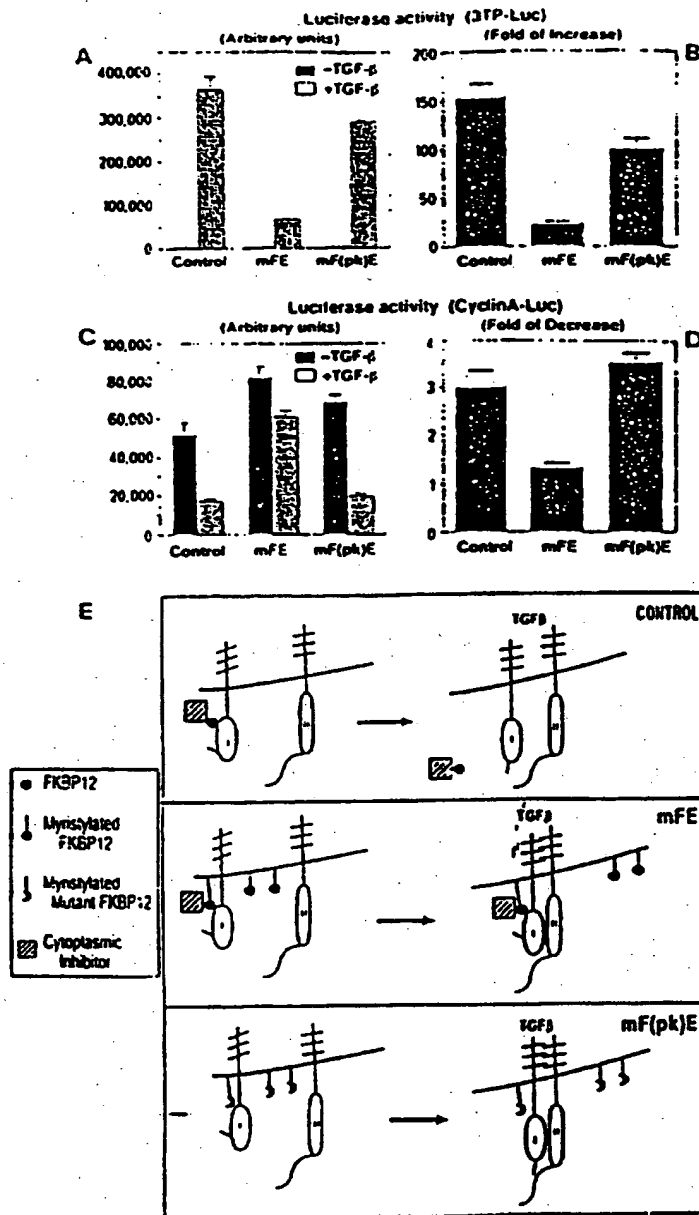 Luciferase activity (3TP-Luc)
A
(Arbitrary units)
(Fold of Increase)
B
400,000
300,000
200,000
100,000
0
-TGF-β
+TGF-β
Control
mFE
mF(pk)E
200
150
100
50
0
Control
mFE
mF(pk)E
Luciferase activity (CyclinA-Luc)
C
(Arbitrary units)
(Fold of Decrease)
D
100,000
80,000
60,000
40,000
20,000
0
-TGF-β
+TGF-β
Control
mFE
mF(pk)E
4
3
2
1
0
Control
mFE
mF(pk)E
E
TGFβ
CONTROL
FKBP12
Myristylated
FKBP12
Myristylated
Mutant FKBP12
Cytoplasmic
Inhibitor
TGFβ
mFE
TGFβ
mF(pk)E